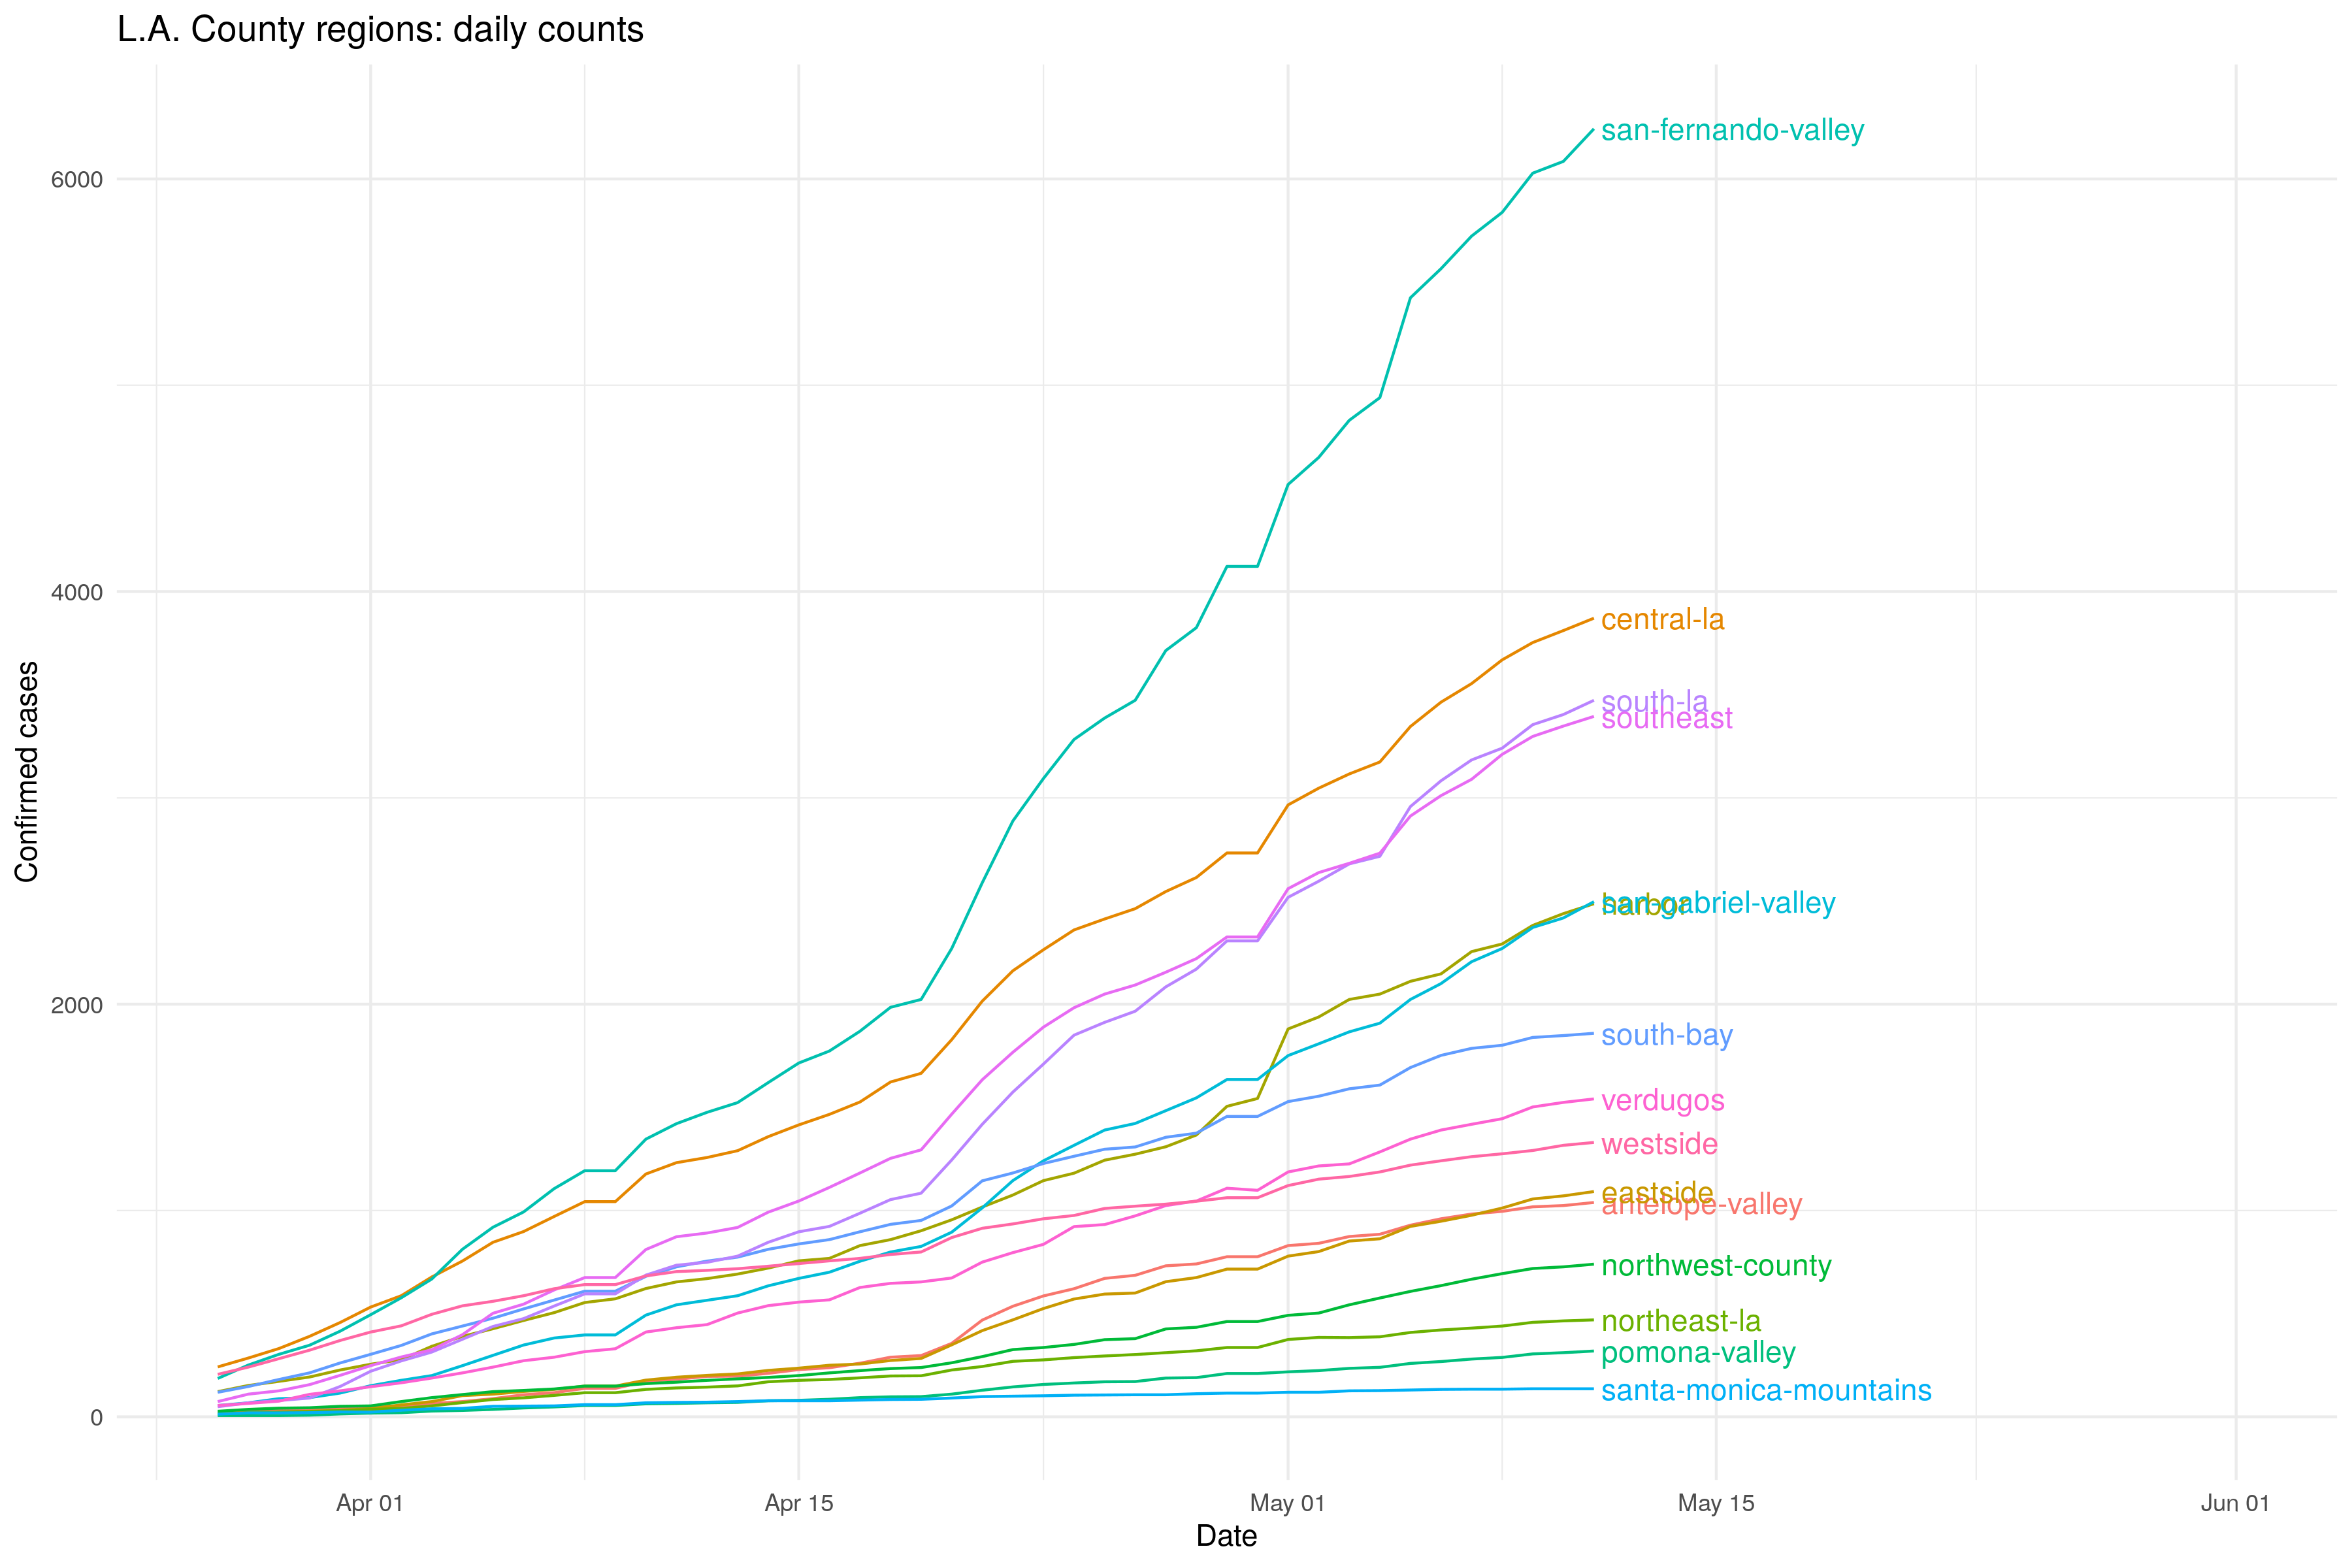 L.A. County regions: daily counts
Confirmed cases
6000
4000
2000
0
san-fernando-valley
central-la
south-la
southeast
harbor
san-gabriel-valley
south-bay
verdugos
westside
eastside
antelope-valley
northwest-county
northeast-la
pomona-valley
santa-monica-mountains
Apr 01
Apr 15
May 01
May 15
Jun 01
Date